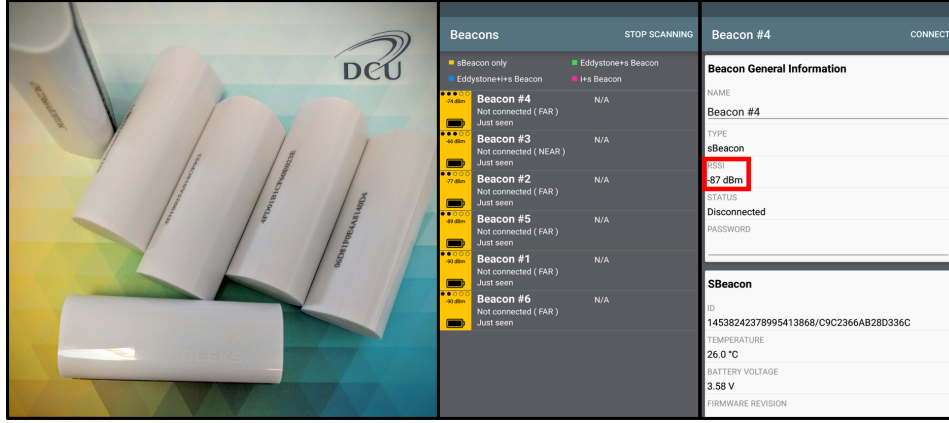 DCU
4FD01B1CF60E023E
06D81F0E4A8140D4
BEEKS
Beacons
STOP SCANNING
sBeacon only
Eddystone+s Beacon
Eddystone+i+s Beacon
i+s Beacon
-74 dBm
Beacon #4
N/A
Not connected ( FAR )
Just seen
-66 dBm
Beacon #3
N/A
Not connected ( NEAR )
Just seen
-77 dBm
Beacon #2
N/A
Not connected ( FAR )
Just seen
-89 dBm
Beacon #5
N/A
Not connected ( FAR )
Just seen
-90 dBm
Beacon #1
N/A
Not connected ( FAR )
Just seen
-90 dBm
Beacon #6
N/A
Not connected ( FAR )
Just seen
Beacon #4
CONNECT
Beacon General Information
NAME
Beacon #4
TYPE
sBeacon
RSSI
-87 dBm
STATUS
Disconnected
PASSWORD
SBeacon
ID
14538242378995413868/C9C2366AB28D336C
TEMPERATURE
26.0 °C
BATTERY VOLTAGE
3.58 V
FIRMWARE REVISION